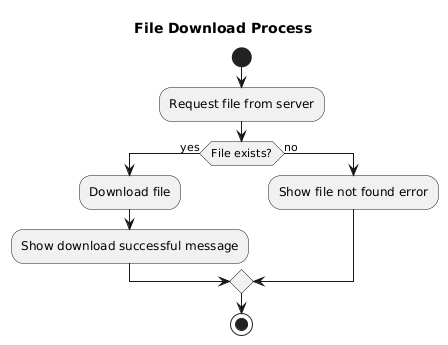 File Download Process
Request file from server
File exists?
yes
no
Download file
Show file not found error
Show download successful message